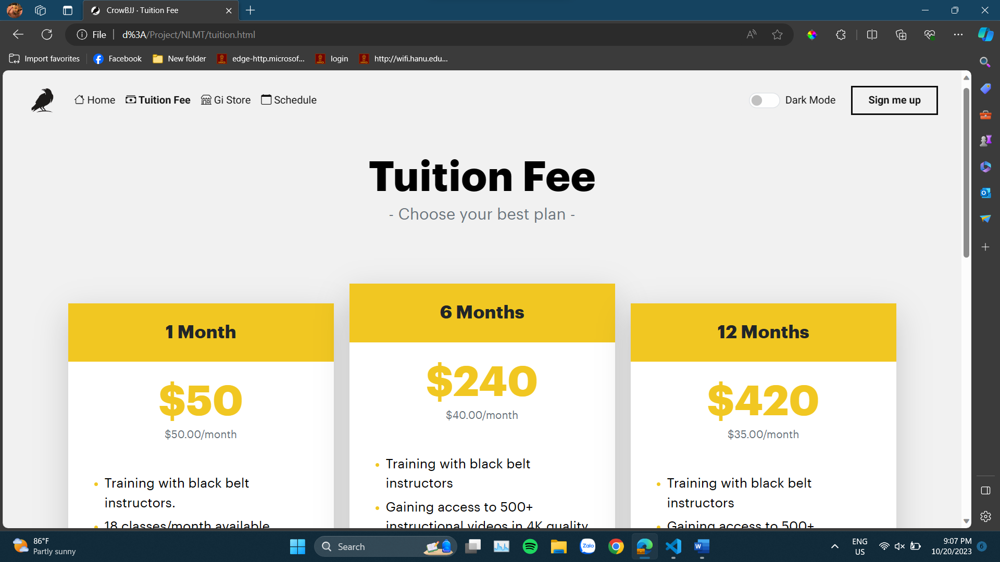 CrowBJJ · Tuition Fee
File
d%3A/Project/NLMT/tuition.html
Import favorites
Facebook
New folder
edge-http.microsof...
login
http://wifi.hanu.edu...
Home
Tuition Fee
Gi Store
Schedule
Dark Mode
Sign me up
Tuition Fee
- Choose your best plan -
1 Month
$50
$50.00/month
Training with black belt
instructors.
18 classes/month available
6 Months
$240
$40.00/month
Training with black belt
instructors
Gaining access to 500+
instructional videos in 4K quality
12 Months
$420
$35.00/month
Training with black belt
instructors
Gaining access to 500+
86°F
Partly sunny
Search
Zalo
ENG
US
9:07 PM
10/20/2023
6